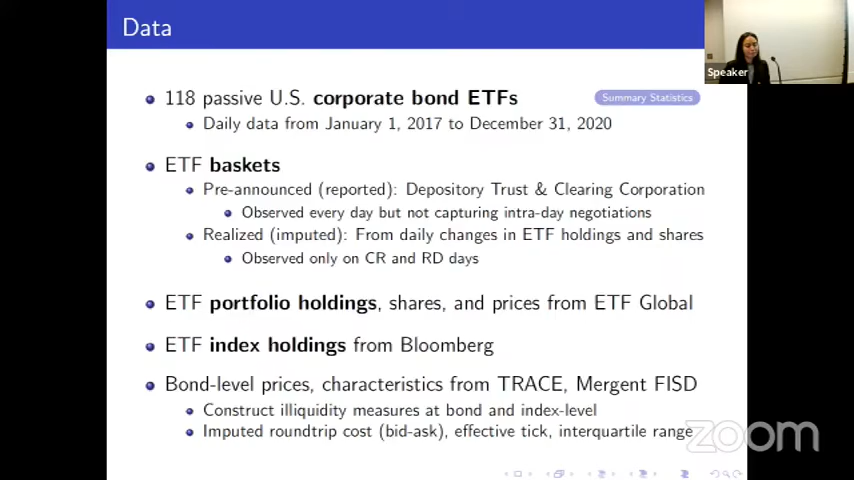 Data
Speaker
118 passive U.S. corporate bond ETFs
Summary Statistics
Daily data from January 1, 2017 to December 31, 2020
ETF baskets
Pre-announced (reported): Depository Trust & Clearing Corporation
Observed every day but not capturing intra-day negotiations
Realized (imputed): From daily changes in ETF holdings and shares
Observed only on CR and RD days
ETF portfolio holdings, shares, and prices from ETF Global
ETF index holdings from Bloomberg
Bond-level prices, characteristics from TRACE, Mergent FISD
Construct illiquidity measures at bond and index-level
Imputed roundtrip cost (bid-ask), effective tick, interquartile range
zoom